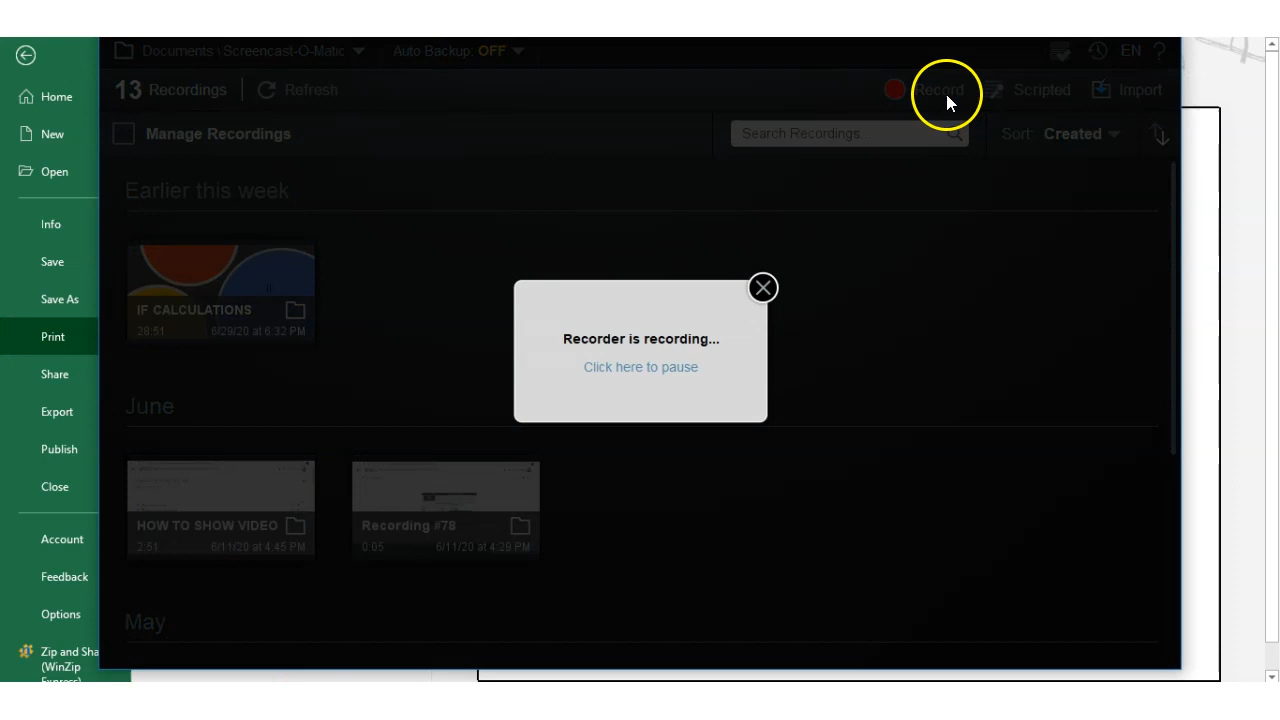 Home
New
Open
Info
Save
Save As
Print
Share
Export
Publish
Close
Account
Feedback
Options
Zip and Sha
(WinZip
Express)
Documents\Screencast-O-Matic
Auto Backup: OFF
EN ?
13 Recordings
Refresh
Record
Scripted
Import
Manage Recordings
Search Recordings...
Sort: Created
Earlier this week
IF CALCULATIONS
28:51 6/29/20 at 6:32 PM
Recorder is recording...
Click here to pause
June
HOW TO SHOW VIDEO
2:51 6/11/20 at 4:45 PM
Recording #78
0:05 6/11/20 at 4:29 PM
May